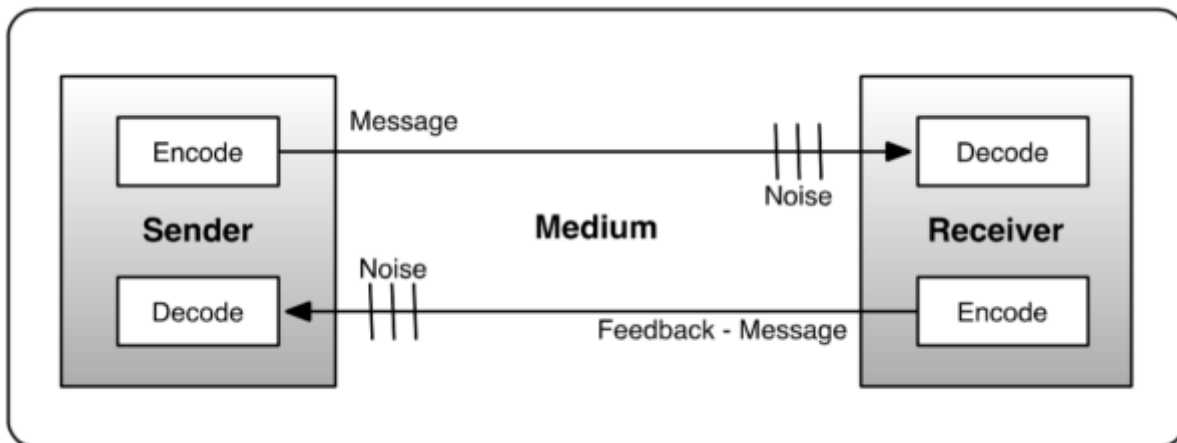 Message
Encode
Decode
Noise
Sender
Medium
Receiver
Noise
Decode
Encode
Feedback - Message